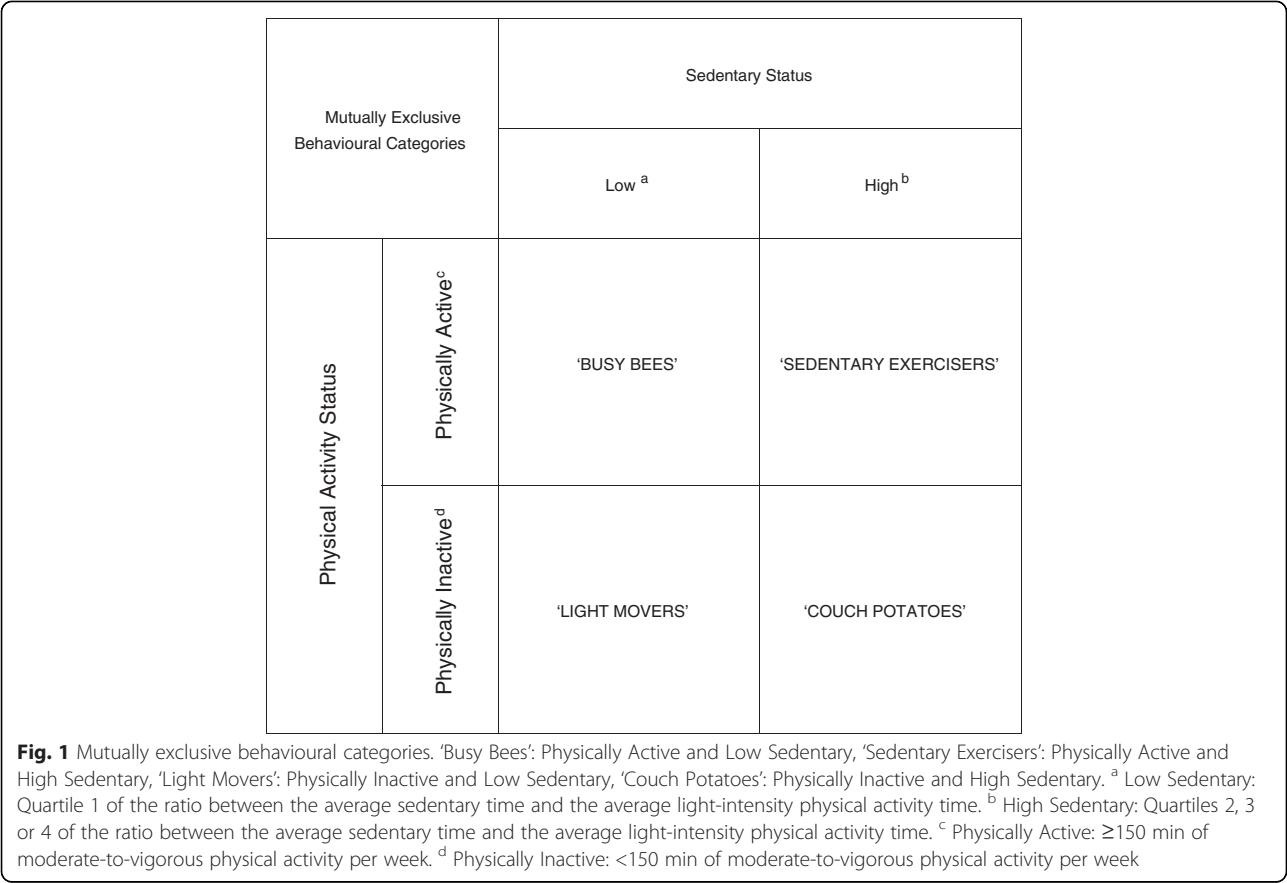 Mutually Exclusive
Behavioural Categories
Sedentary Status
Low a
High b
Physical Activity Status
Physically Active c
‘BUSY BEES’
‘SEDENTARY EXERCISERS’
Physically Inactive d
‘LIGHT MOVERS’
‘COUCH POTATOES’
Fig. 1 Mutually exclusive behavioural categories. ‘Busy Bees’: Physically Active and Low Sedentary, ‘Sedentary Exercisers’: Physically Active and
High Sedentary, ‘Light Movers’: Physically Inactive and Low Sedentary, ‘Couch Potatoes’: Physically Inactive and High Sedentary. a Low Sedentary:
Quartile 1 of the ratio between the average sedentary time and the average light-intensity physical activity time. b High Sedentary: Quartiles 2, 3
or 4 of the ratio between the average sedentary time and the average light-intensity physical activity time. c Physically Active: ≥150 min of
moderate-to-vigorous physical activity per week. d Physically Inactive: <150 min of moderate-to-vigorous physical activity per week